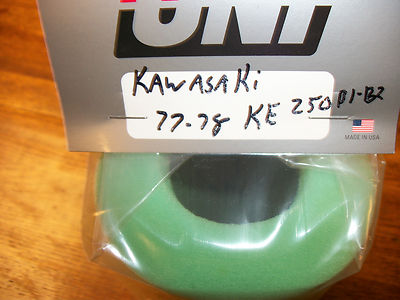 UNI
KAWASAKi
77-78 KE 250 B1-B2
MADE IN USA